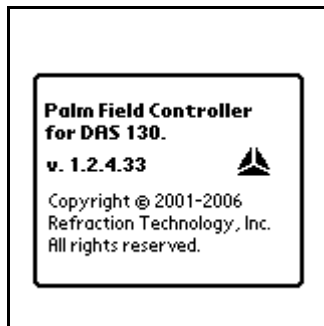 Palm Field Controller
for DAS 130.
v. 1.2.4.33
Copyright © 2001-2006
Refraction Technology, Inc.
All rights reserved.